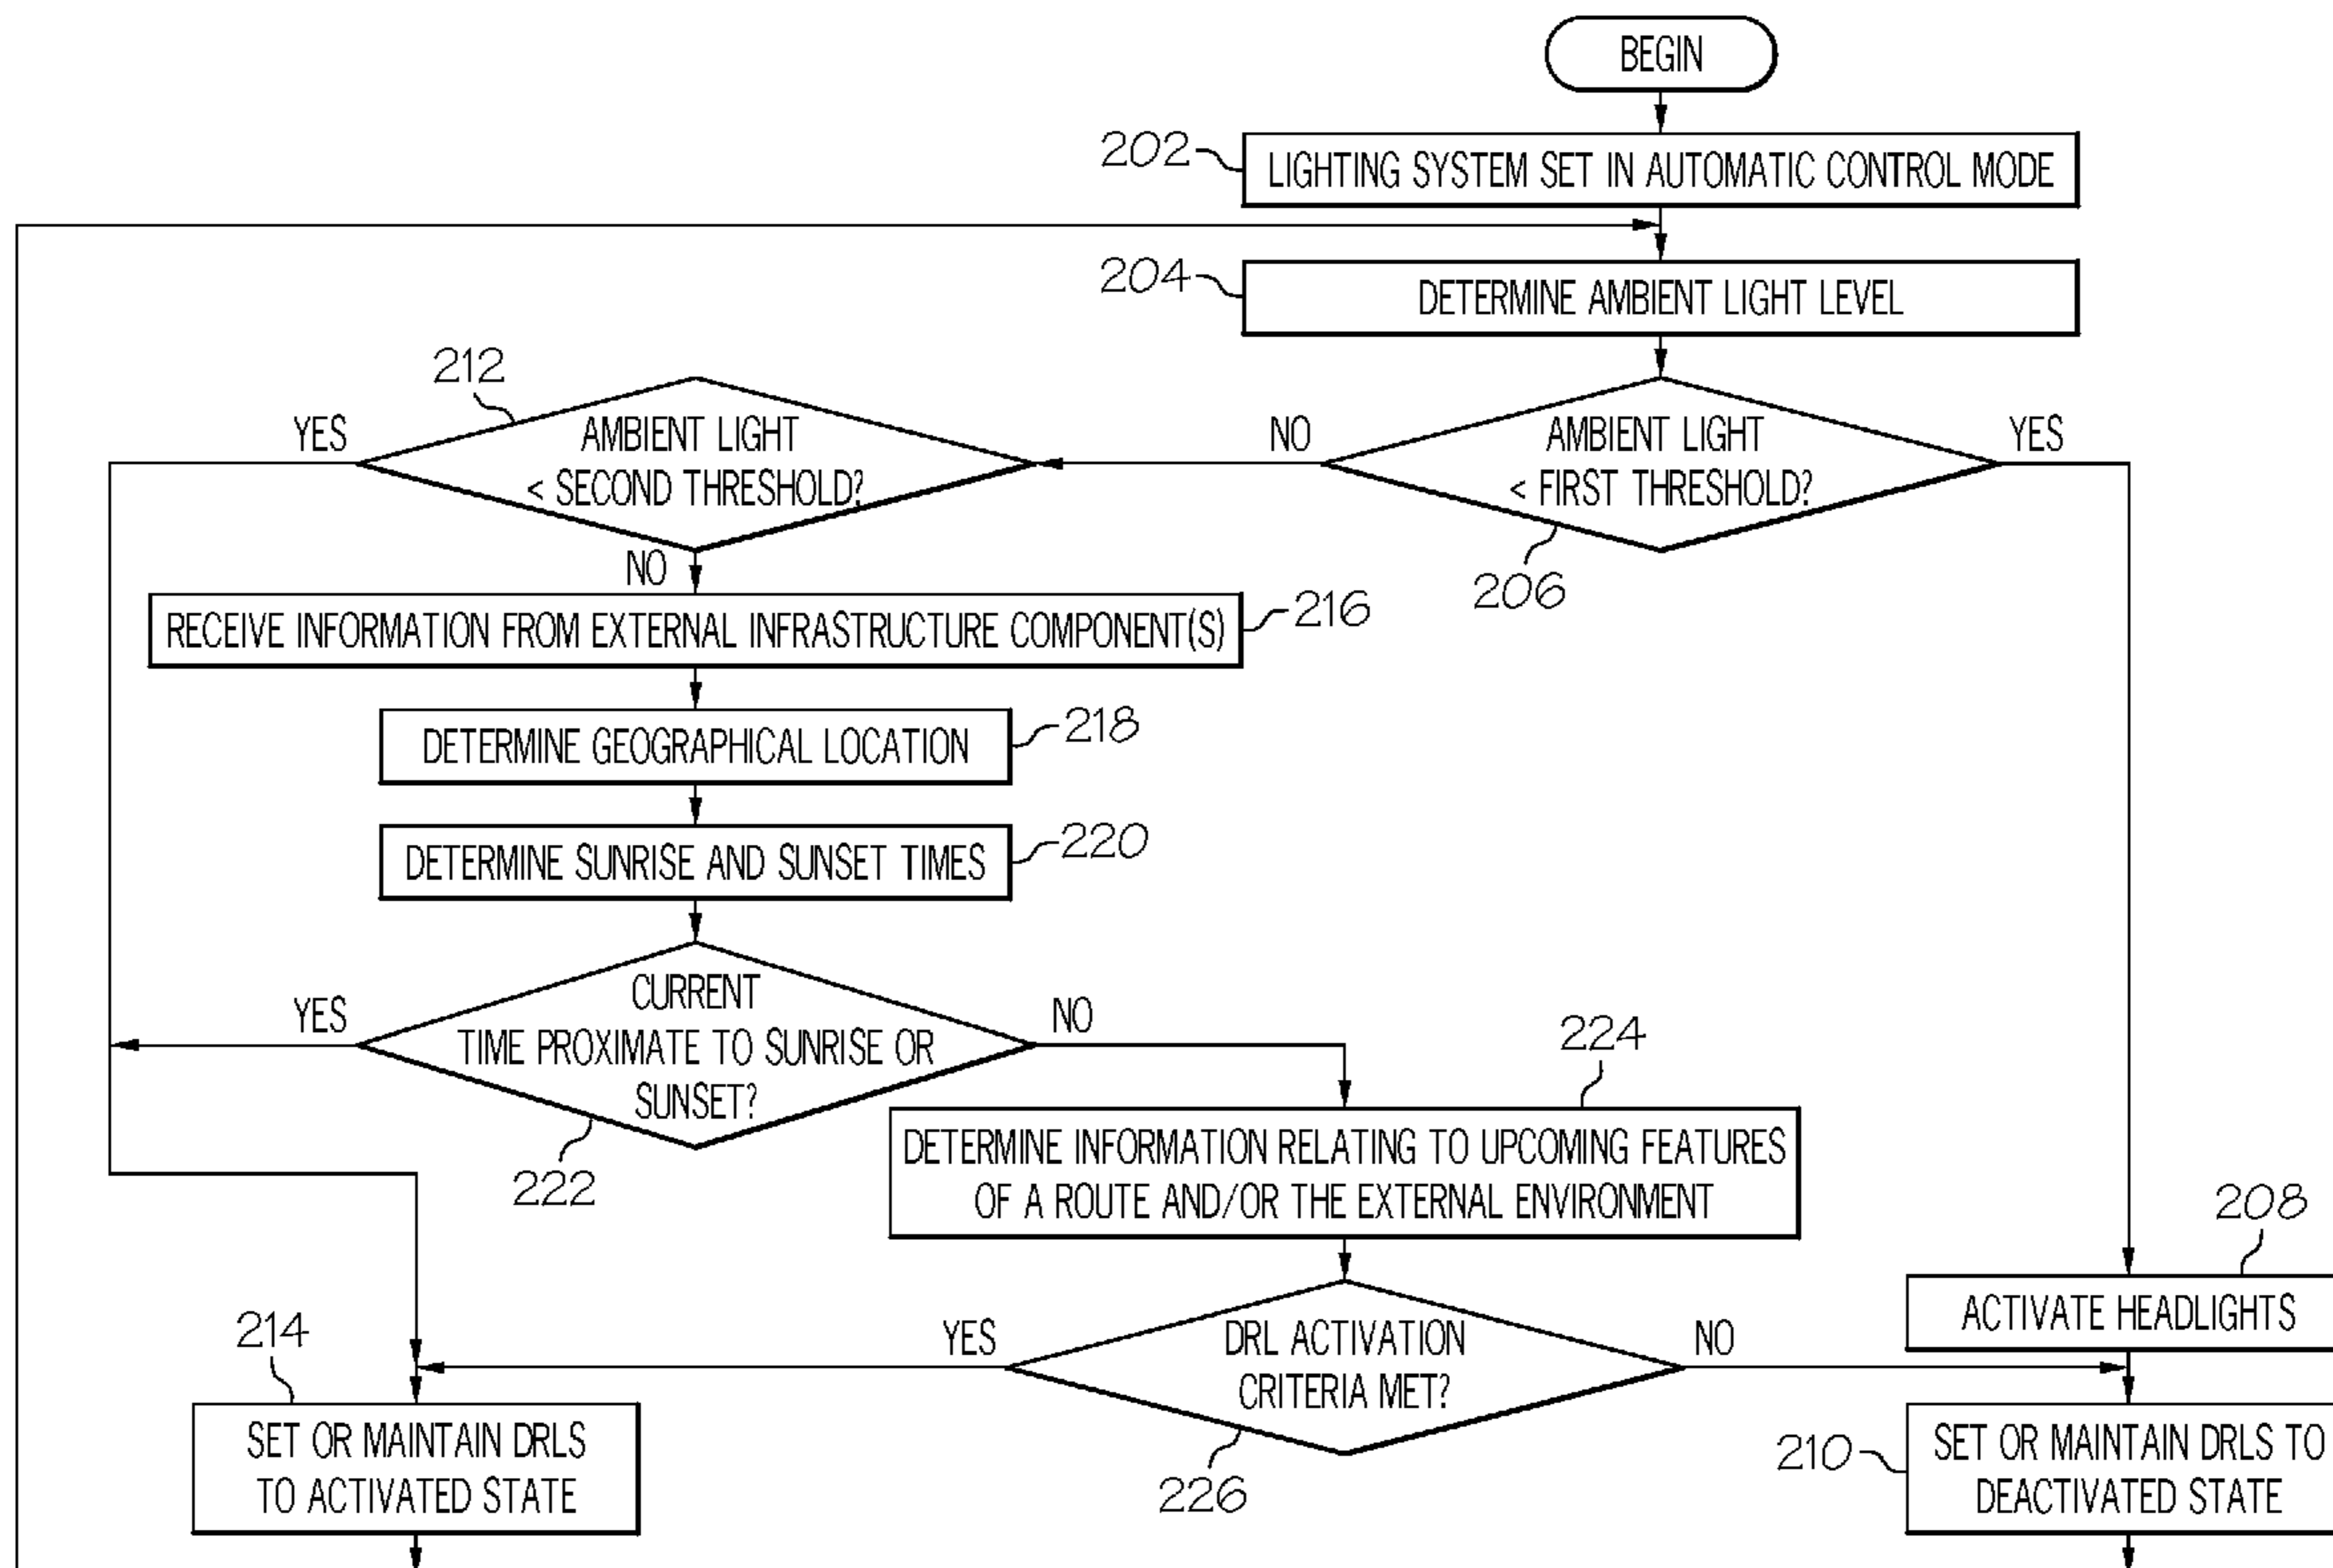 BEGIN
202
LIGHTING SYSTEM SET IN AUTOMATIC CONTROL MODE
204
DETERMINE AMBIENT LIGHT LEVEL
212
YES
AMBIENT LIGHT
< SECOND THRESHOLD?
NO
AMBIENT LIGHT
< FIRST THRESHOLD?
YES
206
NO
RECEIVE INFORMATION FROM EXTERNAL INFRASTRUCTURE COMPONENT(S)
216
DETERMINE GEOGRAPHICAL LOCATION
218
DETERMINE SUNRISE AND SUNSET TIMES
220
YES
CURRENT
TIME PROXIMATE TO SUNRISE OR
SUNSET?
NO
222
224
DETERMINE INFORMATION RELATING TO UPCOMING FEATURES
OF A ROUTE AND/OR THE EXTERNAL ENVIRONMENT
208
ACTIVATE HEADLIGHTS
214
YES
DRL ACTIVATION
CRITERIA MET?
NO
226
SET OR MAINTAIN DRLS
TO ACTIVATED STATE
210
SET OR MAINTAIN DRLS TO
DEACTIVATED STATE